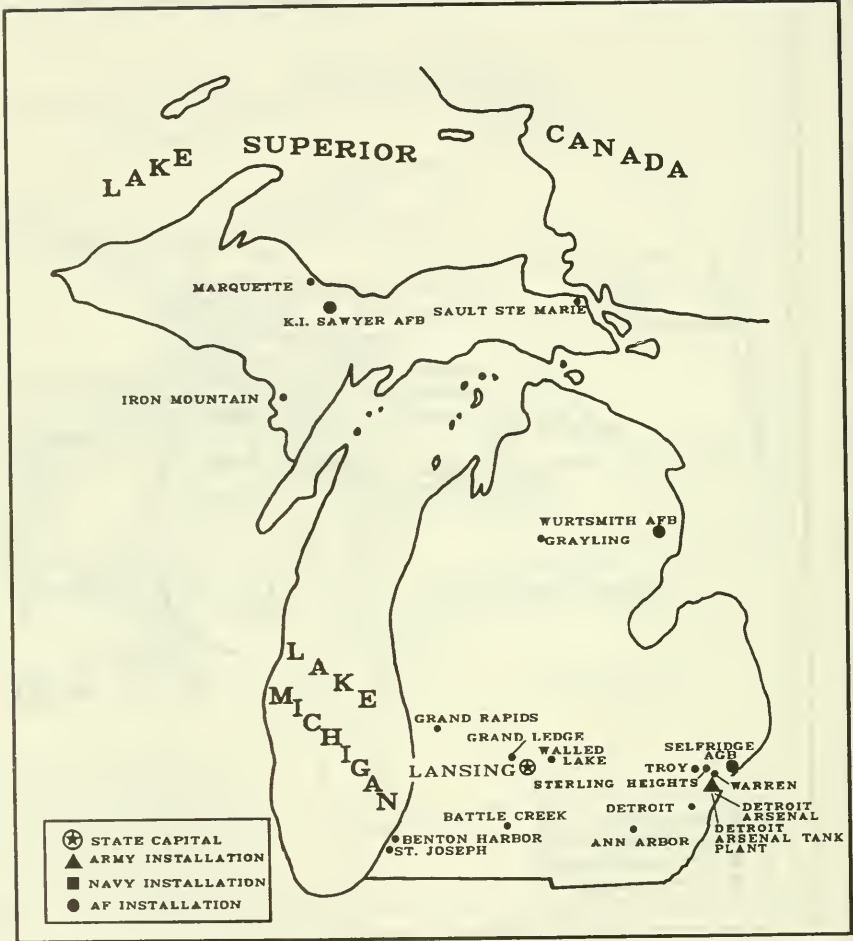 LAKE SUPERIOR
CANADA
MARQUETTE
K.I. SAWYER AFB
SAULT STE MARIE
IRON MOUNTAIN
WURTSMITH AFB
GRAYLING
LAKE
MICHIGAN
GRAND RAPIDS
GRAND LEDGE
WALLED
LAKE
LANSING
SELFRIDGE
AGB
TROY
STERLING HEIGHTS
WARREN
DETROIT
DETROIT
ARSENAL
DETROIT
ARSENAL TANK
PLANT
BATTLE CREEK
ANN ARBOR
BENTON HARBOR
ST. JOSEPH
STATE CAPITAL
ARMY INSTALLATION
NAVY INSTALLATION
AF INSTALLATION